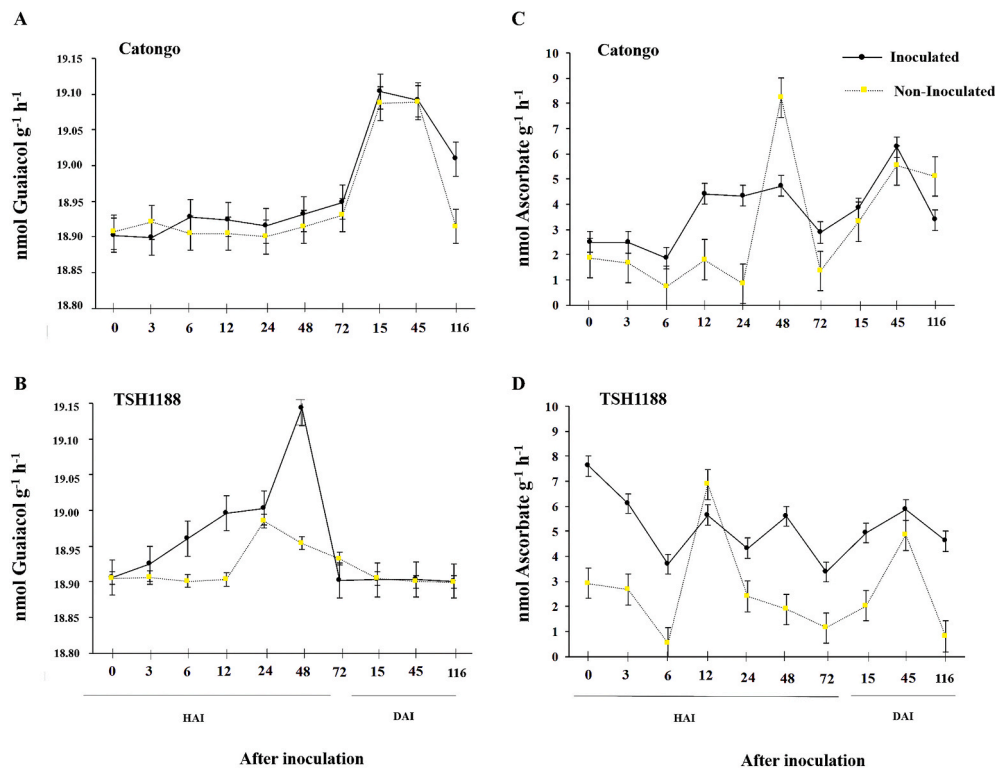 A
Catongo
nmol Guaiacol g-1 h-1
19.15
19.10
19.05
19.00
18.95
18.90
18.85
18.80
0 3 6 12 24 48 72 15 45 116
C
Catongo
nmol Ascorbate g-1 h-1
10
9
8
7
6
5
4
3
2
1
0
0 3 6 12 24 48 72 15 45 116
Inoculated
Non-Inoculated
B
TSH1188
nmol Guaiacol g-1 h-1
19.15
19.10
19.00
18.95
18.90
18.85
18.80
0 3 6 12 24 48 72 15 45 116
HAI DAI
After inoculation
D
TSH1188
nmol Ascorbate g-1 h-1
10
9
8
7
6
5
4
3
2
1
0
0 3 6 12 24 48 72 15 45 116
HAI DAI
After inoculation